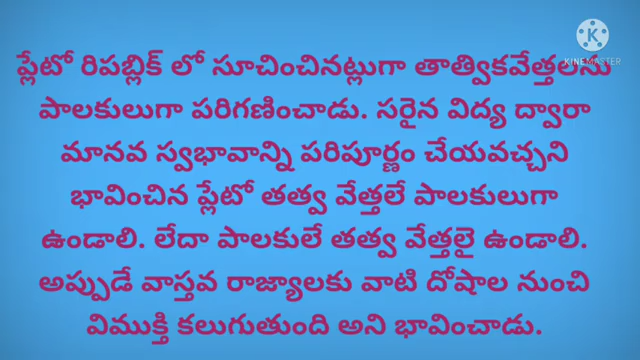 ప్లేటో రిపబ్లిక్ లో సూచించినట్లుగా తాత్వికవేత్తలను
పాలకులుగా పరిగణించాడు. సరైన విద్య ద్వారా
మానవ స్వభావాన్ని పరిపూర్ణం చేయవచ్చని
భావించిన ప్లేటో తత్వ వేత్తలే పాలకులుగా
ఉండాలి. లేదా పాలకులే తత్వ వేత్తలై ఉండాలి.
అప్పుడే వాస్తవ రాజ్యాలకు వాటి దోషాల నుంచి
విముక్తి కలుగుతుంది అని భావించాడు.
K
KINEMASTER